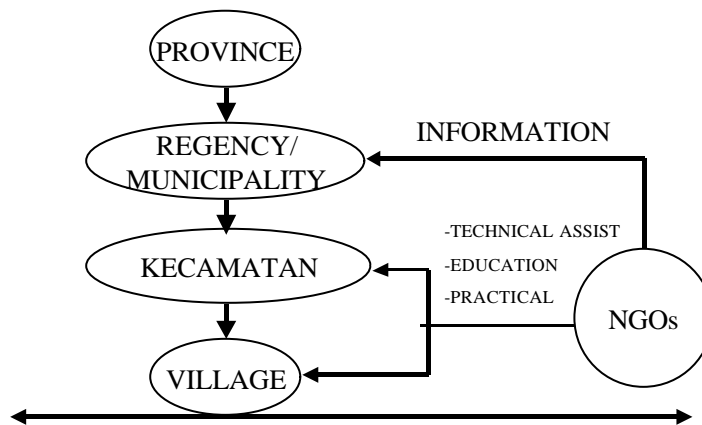 PROVINCE
INFORMATION
REGENCY/
MUNICIPALITY
-TECHNICAL ASSIST
-EDUCATION
-PRACTICAL
KECAMATAN
NGOs
VILLAGE